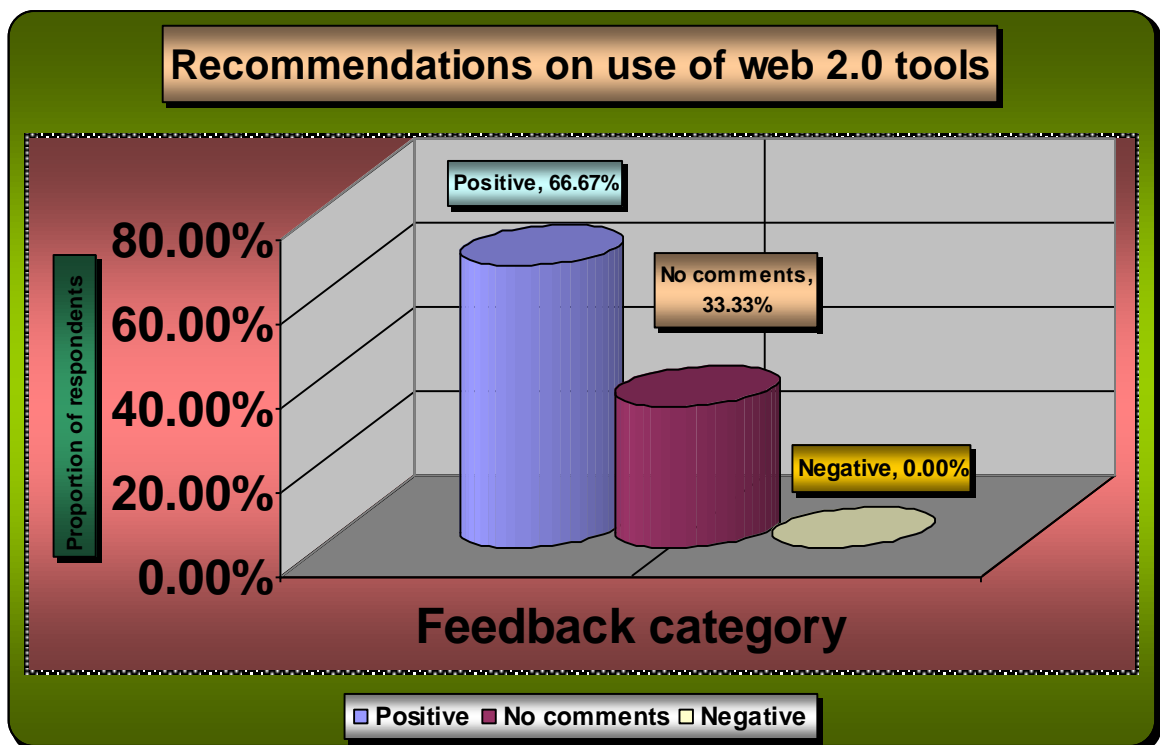 Recommendations on use of web 2.0 tools
Positive, 66.67%
No comments,
33.33%
Negative, 0.00%
Proportion of respondents
80.00%
60.00%
40.00%
20.00%
0.00%
Feedback category
Positive No comments Negative